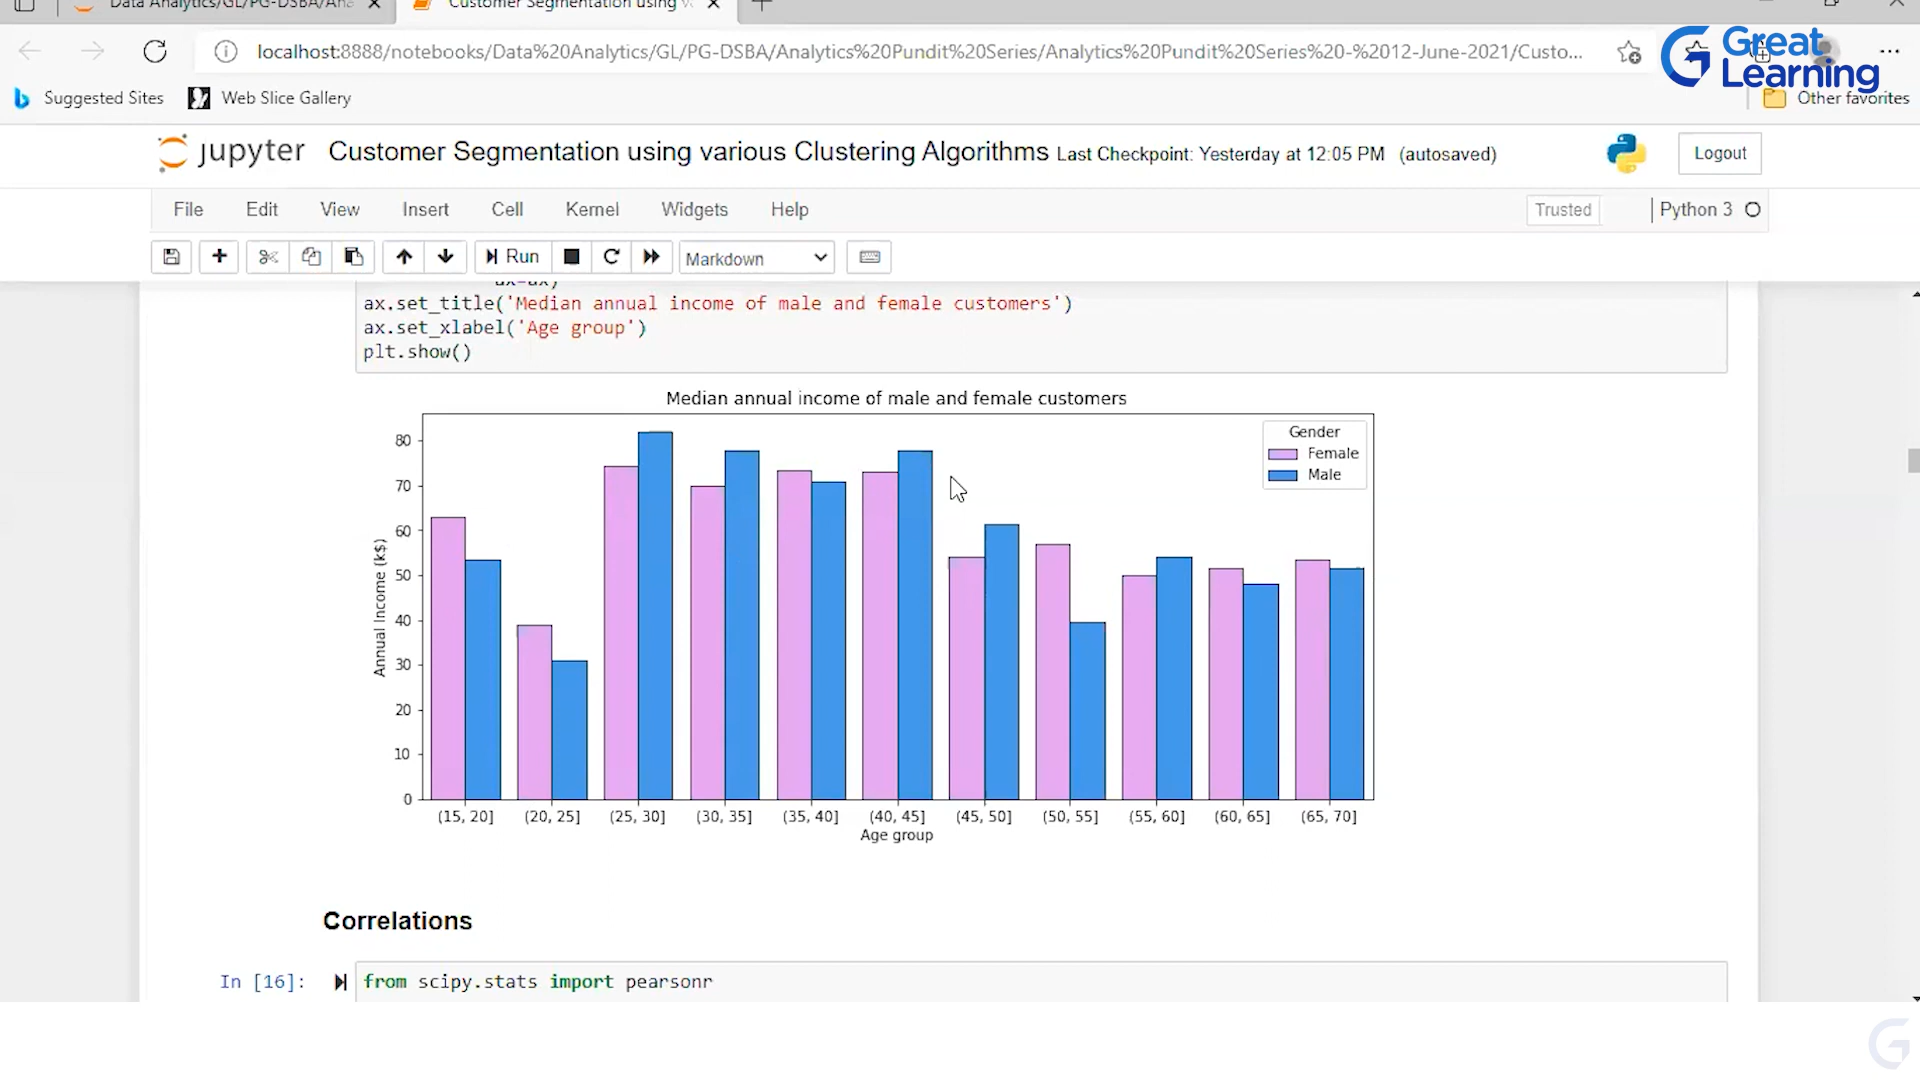 Data Analytics/GL/PG-DSBA/Ana
Customer Segmentation using v
localhost:8888/notebooks/Data%20Analytics/GL/PG-DSBA/Analytics%20Pundit%20Series/Analytics%20Pundit%20Series%20-%2012-June-2021/Custo...
Great
Learning
Suggested Sites
Web Slice Gallery
Other favorites
jupyter Customer Segmentation using various Clustering Algorithms Last Checkpoint: Yesterday at 12:05 PM (autosaved)
Logout
File Edit View Insert Cell Kernel Widgets Help
Trusted
Python 3
Run
Markdown
ax=ax)
ax.set_title('Median annual income of male and female customers')
ax.set_xlabel('Age group')
plt.show()
Median annual income of male and female customers
Gender
Female
Male
Annual Income (k$)
80
70
60
50
40
30
20
10
0
(15, 20] (20, 25] (25, 30] (30, 35] (35, 40] (40, 45] (45, 50] (50, 55] (55, 60] (60, 65] (65, 70]
Age group
Correlations
In [16]:
from scipy.stats import pearsonr